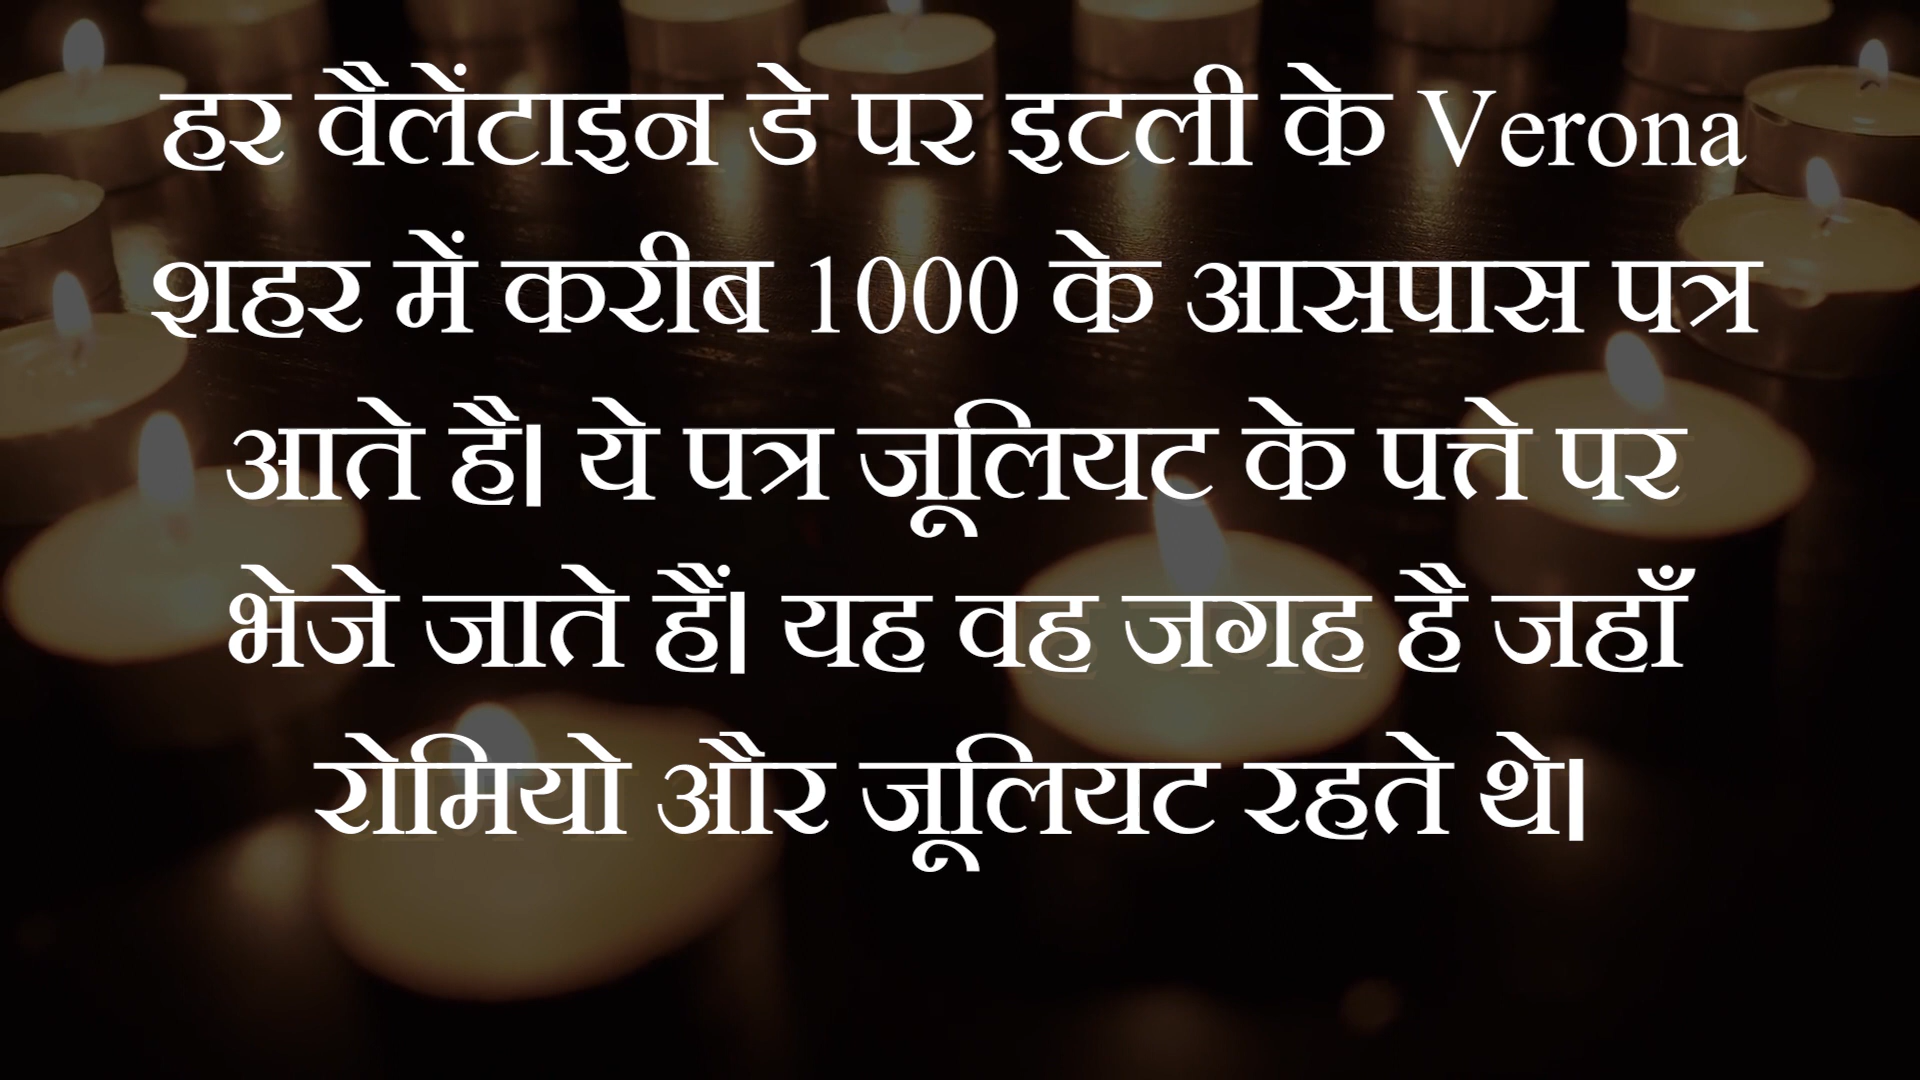 हर वैलेंटाइन डे पर इटली के Verona
शहर में करीब 1000 के आसपास पत्र
आते है। ये पत्र जूलियट के पत्ते पर
भेजे जाते हैं। यह वह जगह है जहाँ
रोमियो और जूलियट रहते थे।